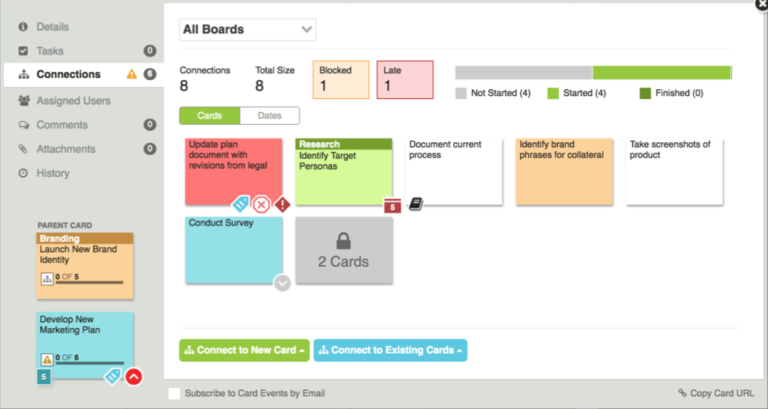 Details
Tasks
0
Connections
6
Assigned Users
Comments
0
Attachments
0
History
PARENT CARD
Branding
Launch New Brand
Identity
0 OF 5
Develop New
Marketing Plan
0 OF 6
5
All Boards
Connections
8
Total Size
8
Blocked
1
Late
1
Not Started (4)
Started (4)
Finished (0)
Cards
Dates
Update plan
document with
revisions from legal
Research
Identify Target
Personas
5
Document current
process
Identify brand
phrases for collateral
Take screenshots of
product
Conduct Survey
2 Cards
Connect to New Card
Connect to Existing Cards
Subscribe to Card Events by Email
Copy Card URL